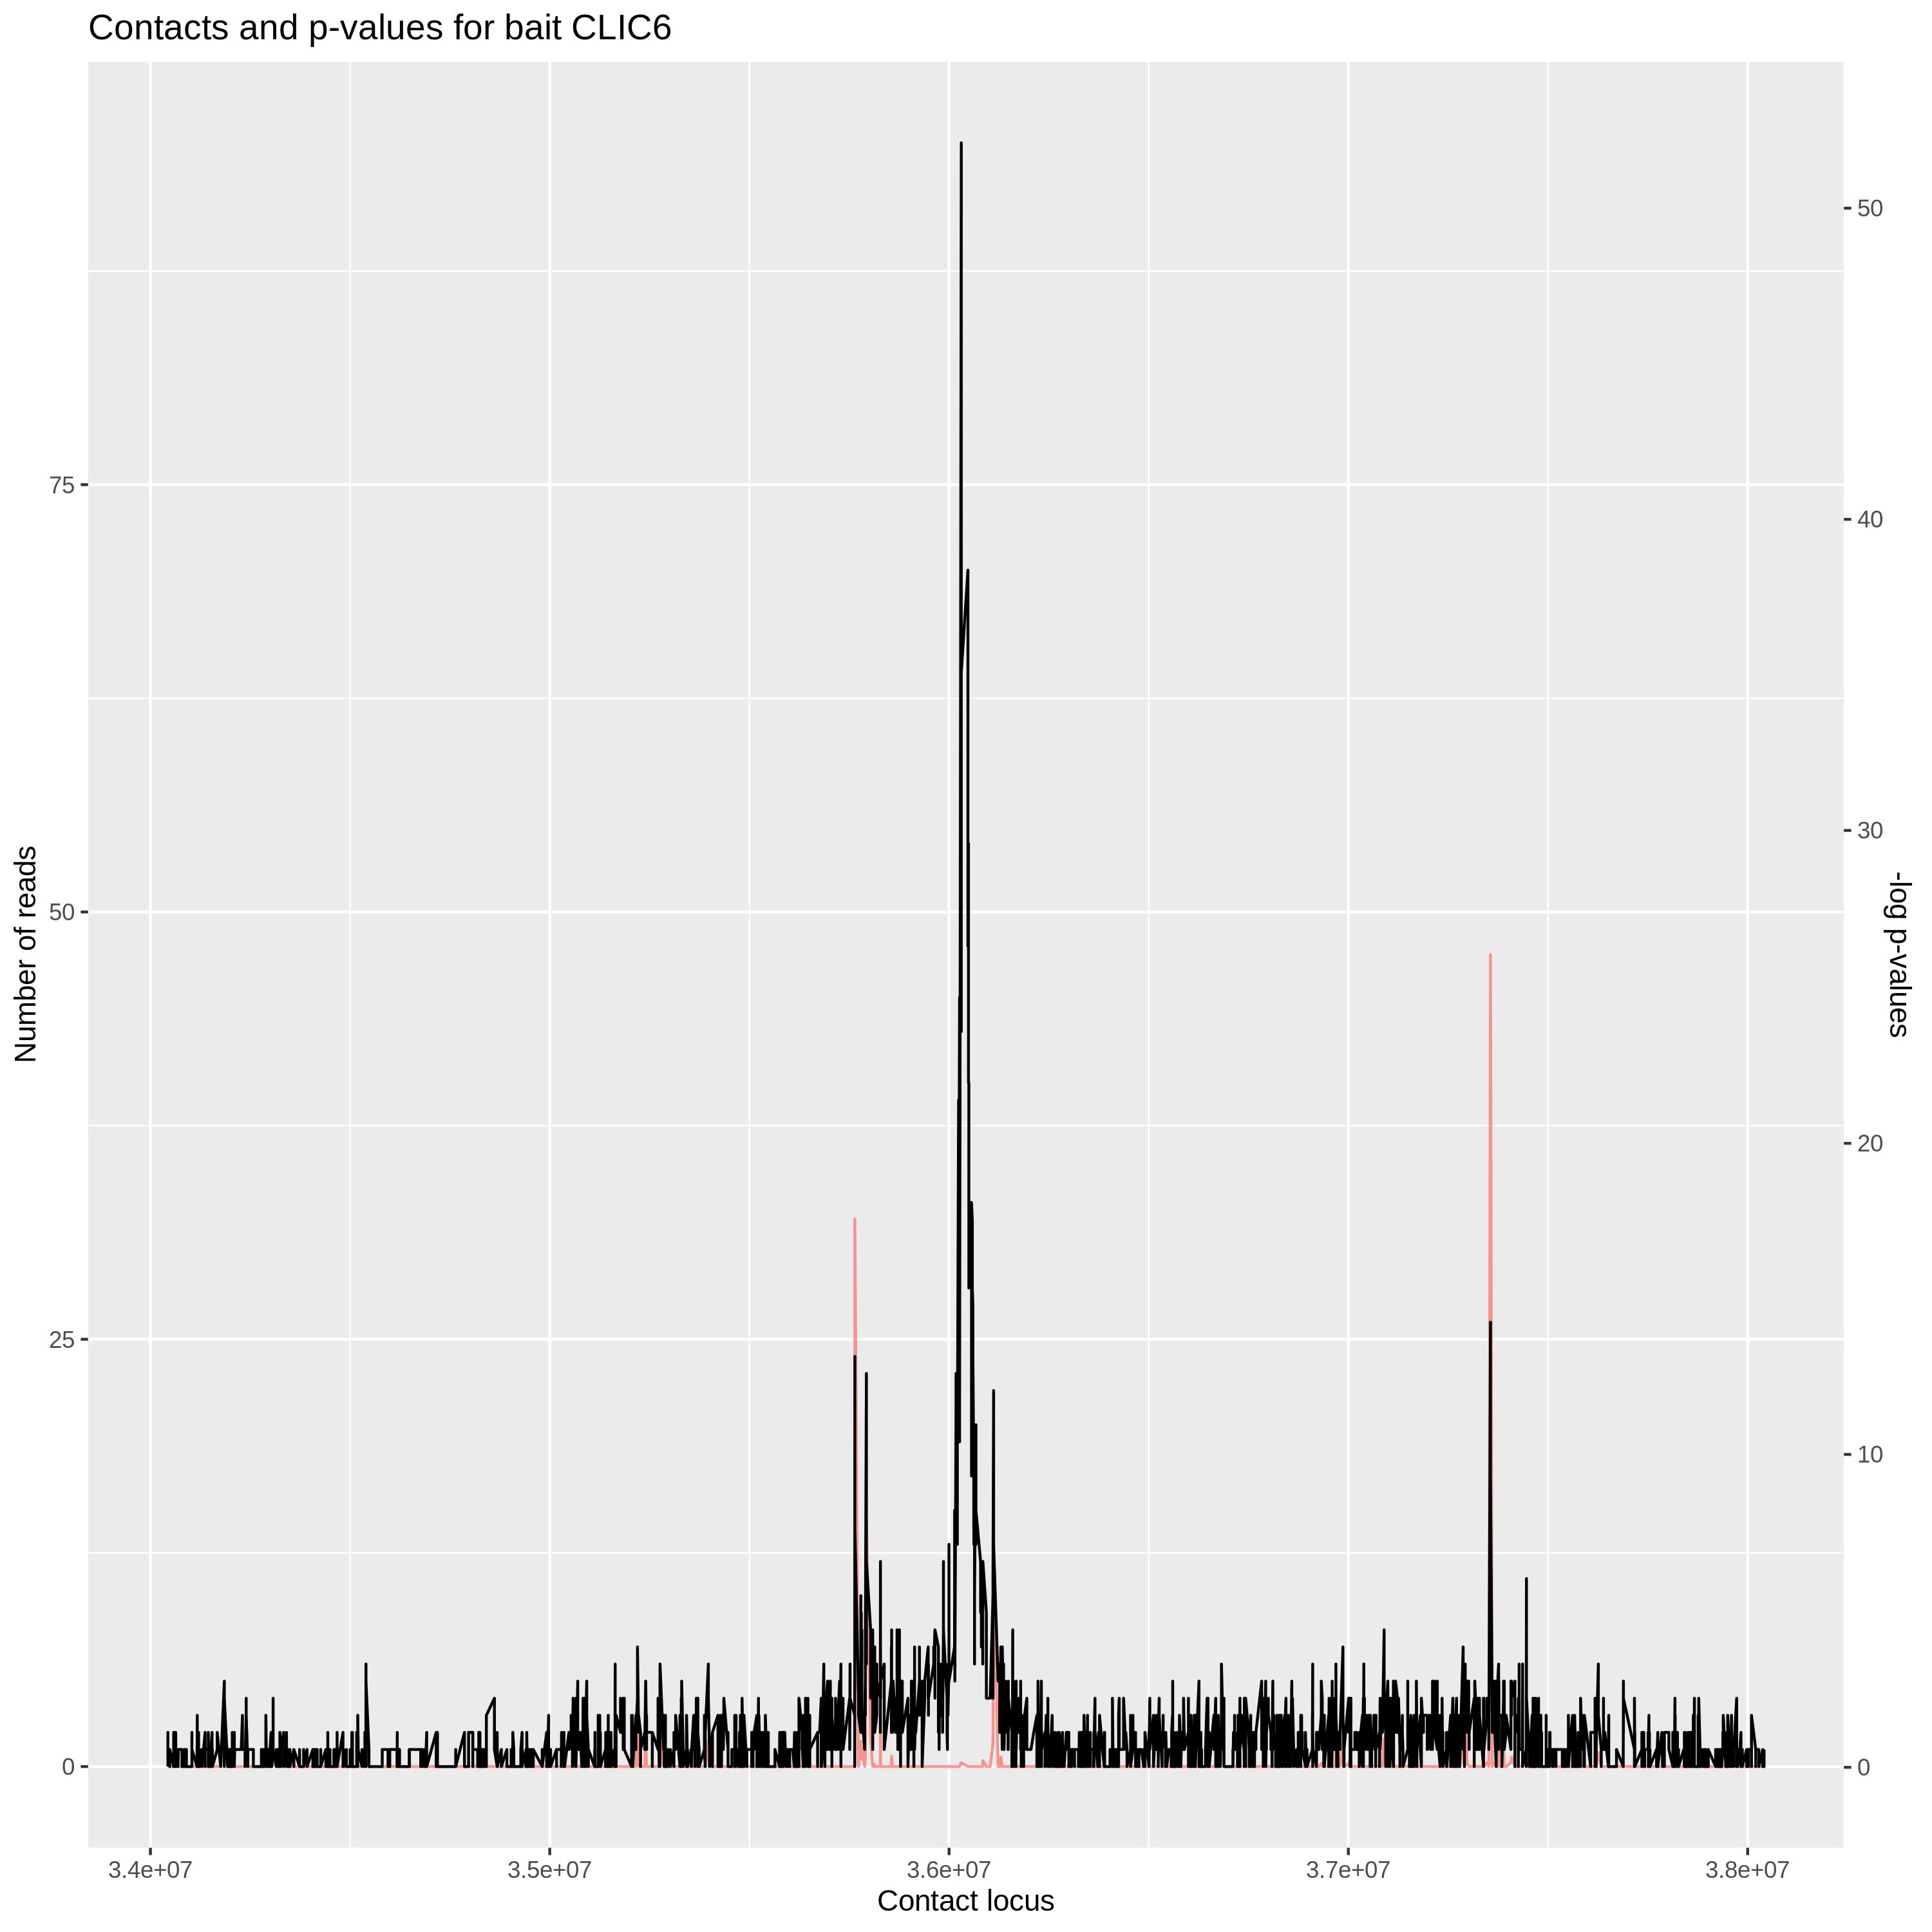 Contacts and p-values for bait CLIC6
75
50
25
0
Number of reads
50
40
30
20
10
0
-log p-values
3.4e+07 3.5e+07 3.6e+07 3.7e+07 3.8e+07
Contact locus